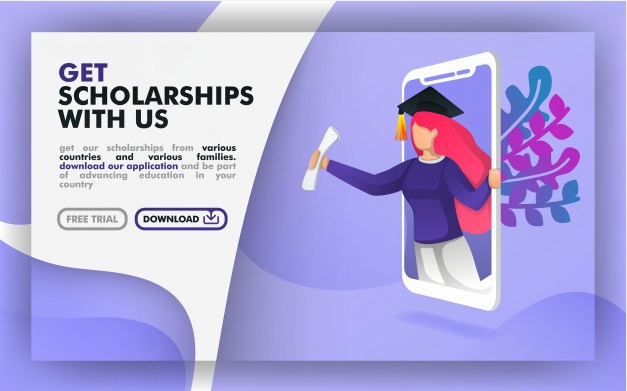 GET
SCHOLARSHIPS
WITH US
get our scholarships from various
countries and various families.
download our application and be part
of advancing education in your
country
FREE TRIAL
DOWNLOAD